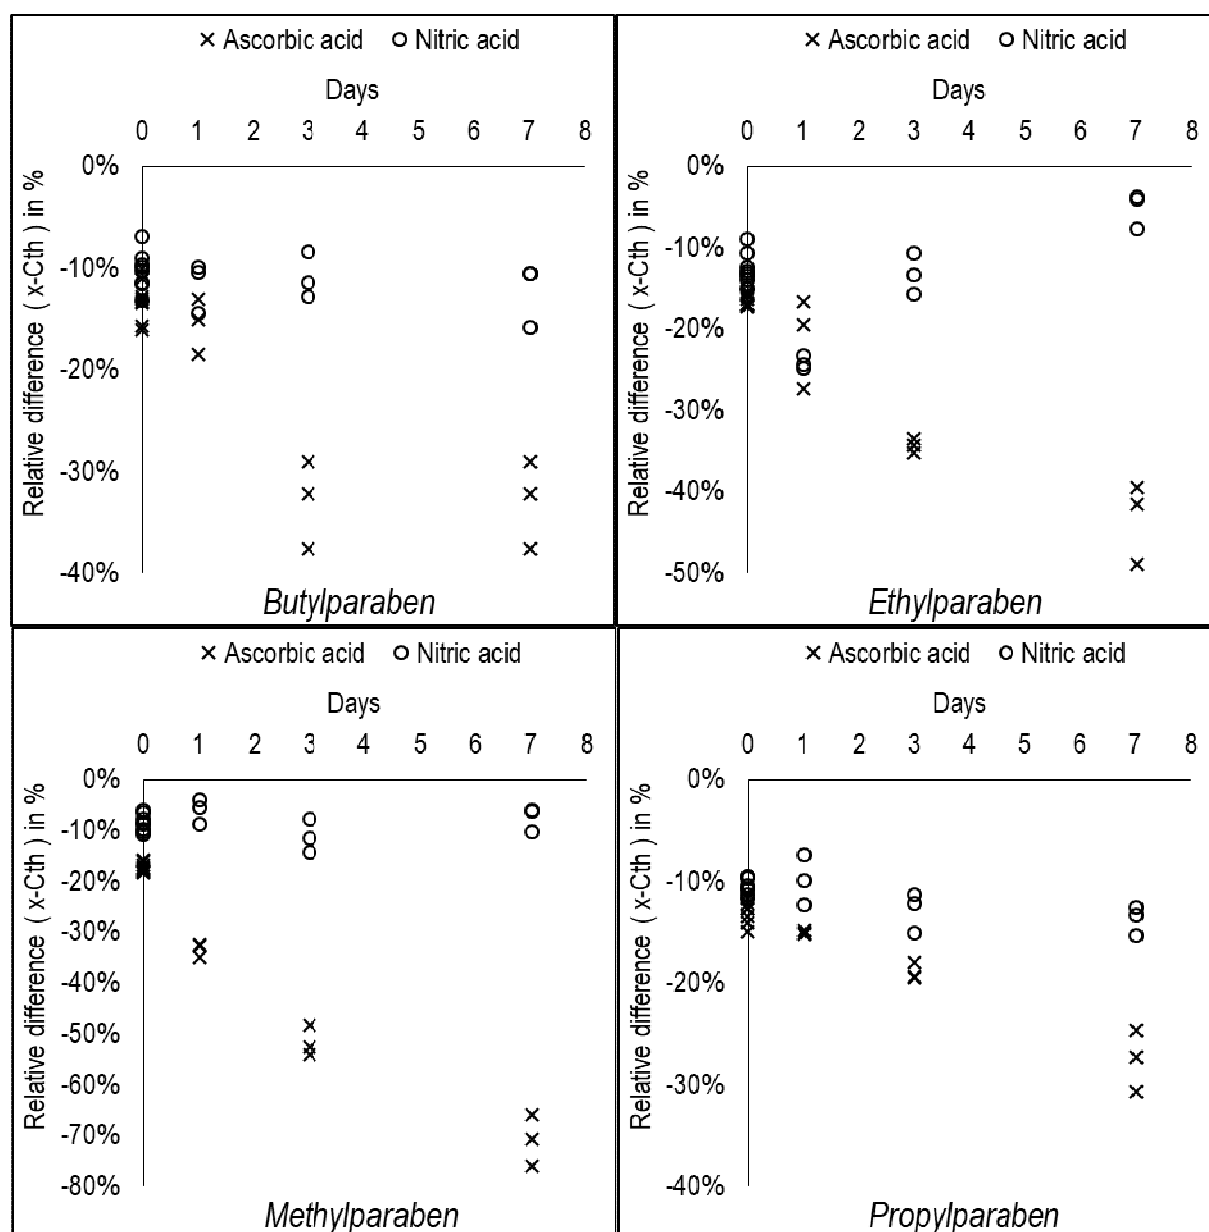 × Ascorbic acid ○ Nitric acid
Days
0 1 2 3 4 5 6 7 8
0%
-10%
-20%
-30%
-40%
Relative difference ( x-Cth ) in %
Butylparaben
× Ascorbic acid ○ Nitric acid
Days
0 1 2 3 4 5 6 7 8
0%
-10%
-20%
-30%
-40%
-50%
Relative difference ( x-Cth ) in %
Ethylparaben
× Ascorbic acid ○ Nitric acid
Days
0 1 2 3 4 5 6 7 8
0%
-10%
-20%
-30%
-40%
-50%
-60%
-70%
-80%
Relative difference ( x-Cth ) in %
Methylparaben
× Ascorbic acid ○ Nitric acid
Days
0 1 2 3 4 5 6 7 8
0%
-10%
-20%
-30%
-40%
Relative difference ( x-Cth ) in %
Propylparaben